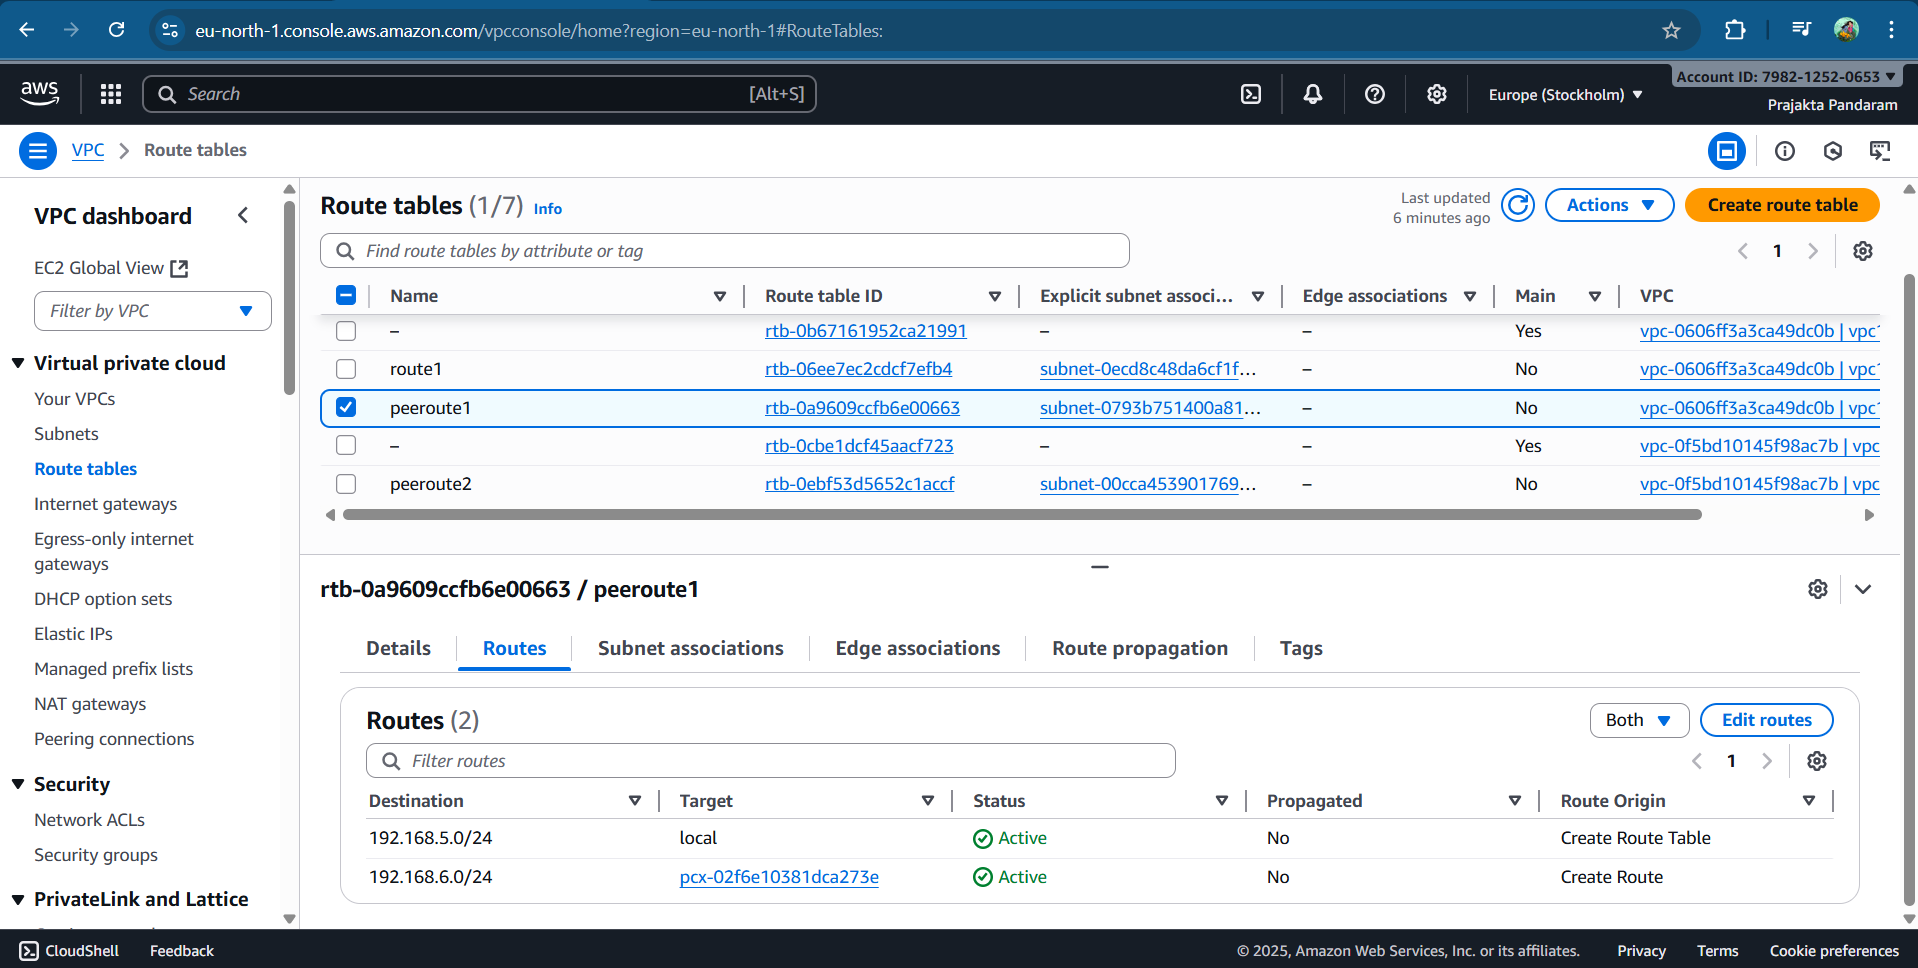 eu-north-1.console.aws.amazon.com/vpcconsole/home?region=eu-north-1#RouteTables:
aws
Search
[Alt+S]
Europe (Stockholm)
Account ID: 7982-1252-0653
Prajakta Pandaram
VPC
Route tables
VPC dashboard
EC2 Global View
Filter by VPC
Virtual private cloud
Your VPCs
Subnets
Route tables
Internet gateways
Egress-only internet
gateways
DHCP option sets
Elastic IPs
Managed prefix lists
NAT gateways
Peering connections
Security
Network ACLs
Security groups
PrivateLink and Lattice
Route tables (1/7) Info
Last updated
6 minutes ago
Actions
Create route table
Find route tables by attribute or tag
1
Name Route table ID Explicit subnet associ... Edge associations Main VPC
– rtb-0b67161952ca21991 – – Yes vpc-0606ff3a3ca49dc0b | vpc1
route1 rtb-06ee7ec2cdcf7efb4 subnet-0ecd8c48da6cf1f... – No vpc-0606ff3a3ca49dc0b | vpc1
peeroute1 rtb-0a9609ccfb6e00663 subnet-0793b751400a81... – No vpc-0606ff3a3ca49dc0b | vpc1
– rtb-0cbe1dcf45aacf723 – – Yes vpc-0f5bd10145f98ac7b | vpc
peeroute2 rtb-0ebf53d5652c1accf subnet-00cca453901769... – No vpc-0f5bd10145f98ac7b | vpc
rtb-0a9609ccfb6e00663 / peeroute1
Details Routes Subnet associations Edge associations Route propagation Tags
Routes (2)
Both
Edit routes
Filter routes
1
Destination Target Status Propagated Route Origin
192.168.5.0/24 local Active No Create Route Table
192.168.6.0/24 pcx-02f6e10381dca273e Active No Create Route
CloudShell Feedback
© 2025, Amazon Web Services, Inc. or its affiliates. Privacy Terms Cookie preferences